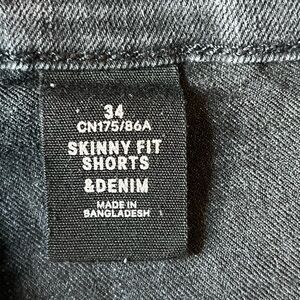 34
CN175/86A
SKINNY FIT
SHORTS
&DENIM
MADE IN
BANGLADESH